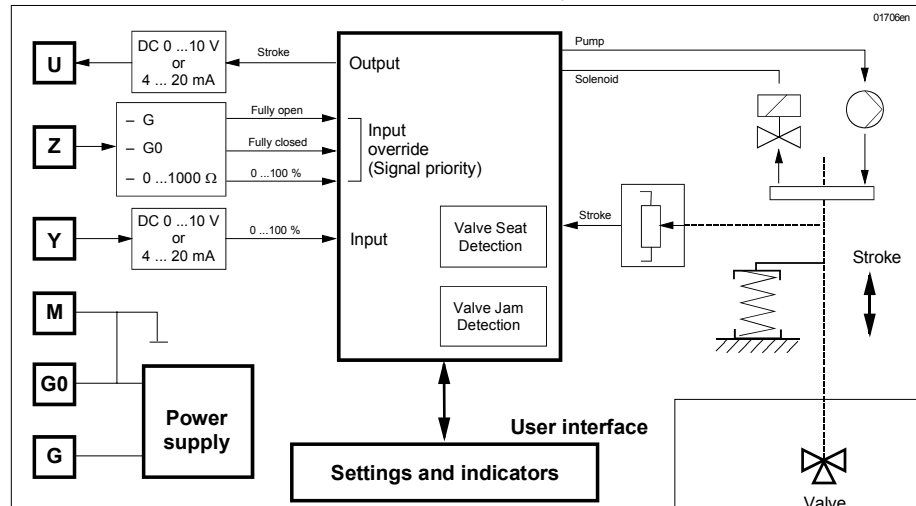 01706en
U
DC 0 ...10 V
or
4 ... 20 mA
Stroke
Output
Pump
Solenoid
Z
– G
– G0
– 0 ...1000 Ω
Fully open
Fully closed
0 ...100 %
Input
override
(Signal priority)
Y
DC 0 ...10 V
or
4 ... 20 mA
0 ...100 %
Input
Valve Seat
Detection
Valve Jam
Detection
Stroke
Stroke
M
G0
G
Power
supply
User interface
Settings and indicators
Valve